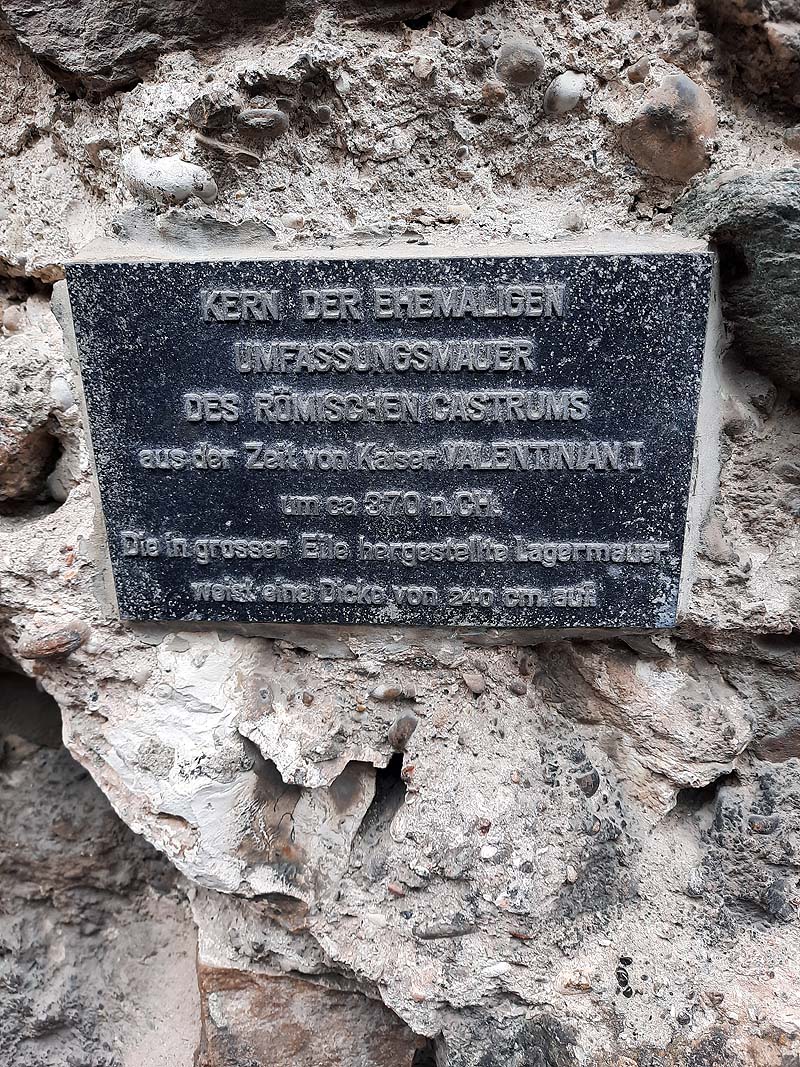 KERN DER EHEMALIGEN
UMFASSUNGSMAUER
DES RÖMISCHEN CASTRUMS
aus der Zeit von Kaiser VALENTINIAN I
um ca 370 n. CH.
Die in grosser Eile hergestellte Lagermauer
weist eine Dicke von 240 cm. auf.